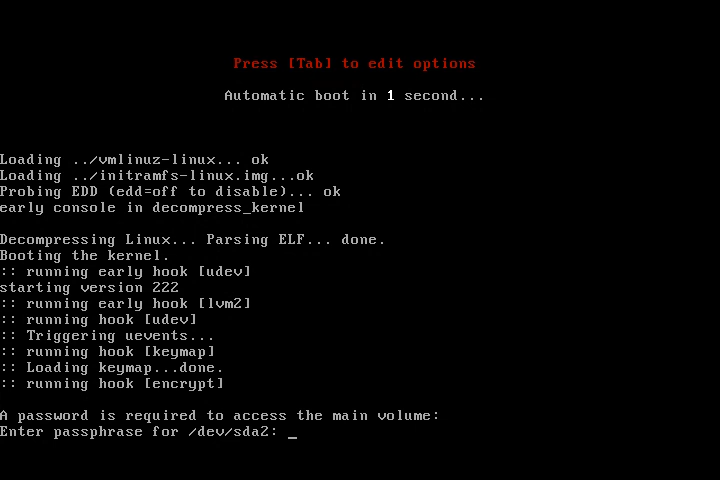 Press [Tab] to edit options
Automatic boot in 1 second...
Loading ../vmlinuz-linux... ok
Loading ../initramfs-linux.img...ok
Probing EDD (edd=off to disable)... ok
early console in decompress_kernel
Decompressing Linux... Parsing ELF... done.
Booting the kernel.
:: running early hook [udev]
starting version 222
:: running early hook [lvm2]
:: running hook [udev]
:: Triggering uevents...
:: running hook [keymap]
:: Loading keymap...done.
:: running hook [encrypt]
A password is required to access the main volume:
Enter passphrase for /dev/sda2: _